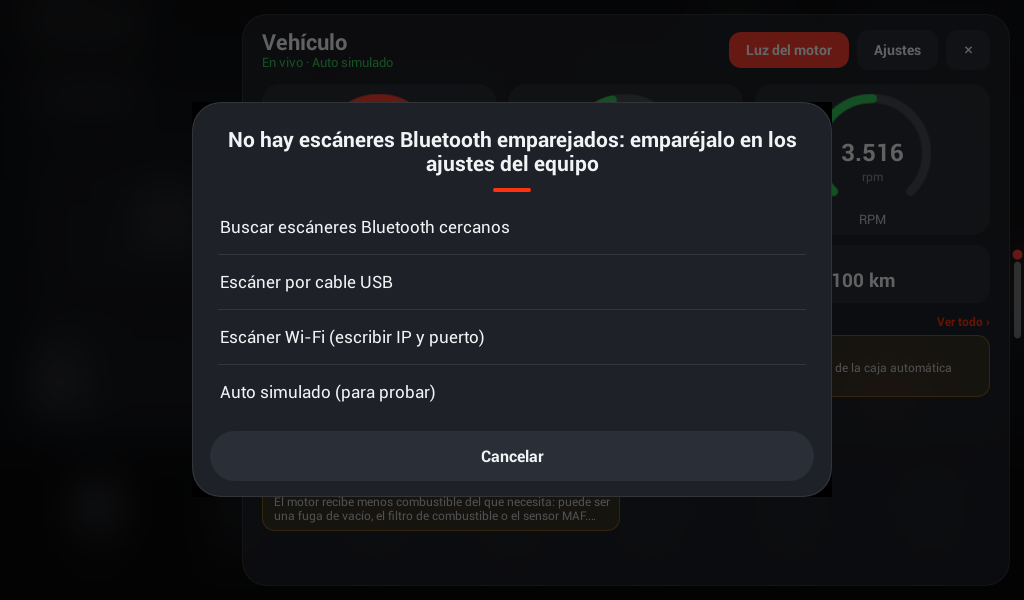 Vehículo
En vivo · Auto simulado
Luz del motor
Ajustes
×
No hay escáneres Bluetooth emparejados: emparéjalo en los
ajustes del equipo
3.516
rpm
RPM
Buscar escáneres Bluetooth cercanos
Escáner por cable USB
100 km
Ver todo ›
Escáner Wi-Fi (escribir IP y puerto)
de la caja automática
Auto simulado (para probar)
Cancelar
El motor recibe menos combustible del que necesita: puede ser
una fuga de vacío, el filtro de combustible o el sensor MAF...